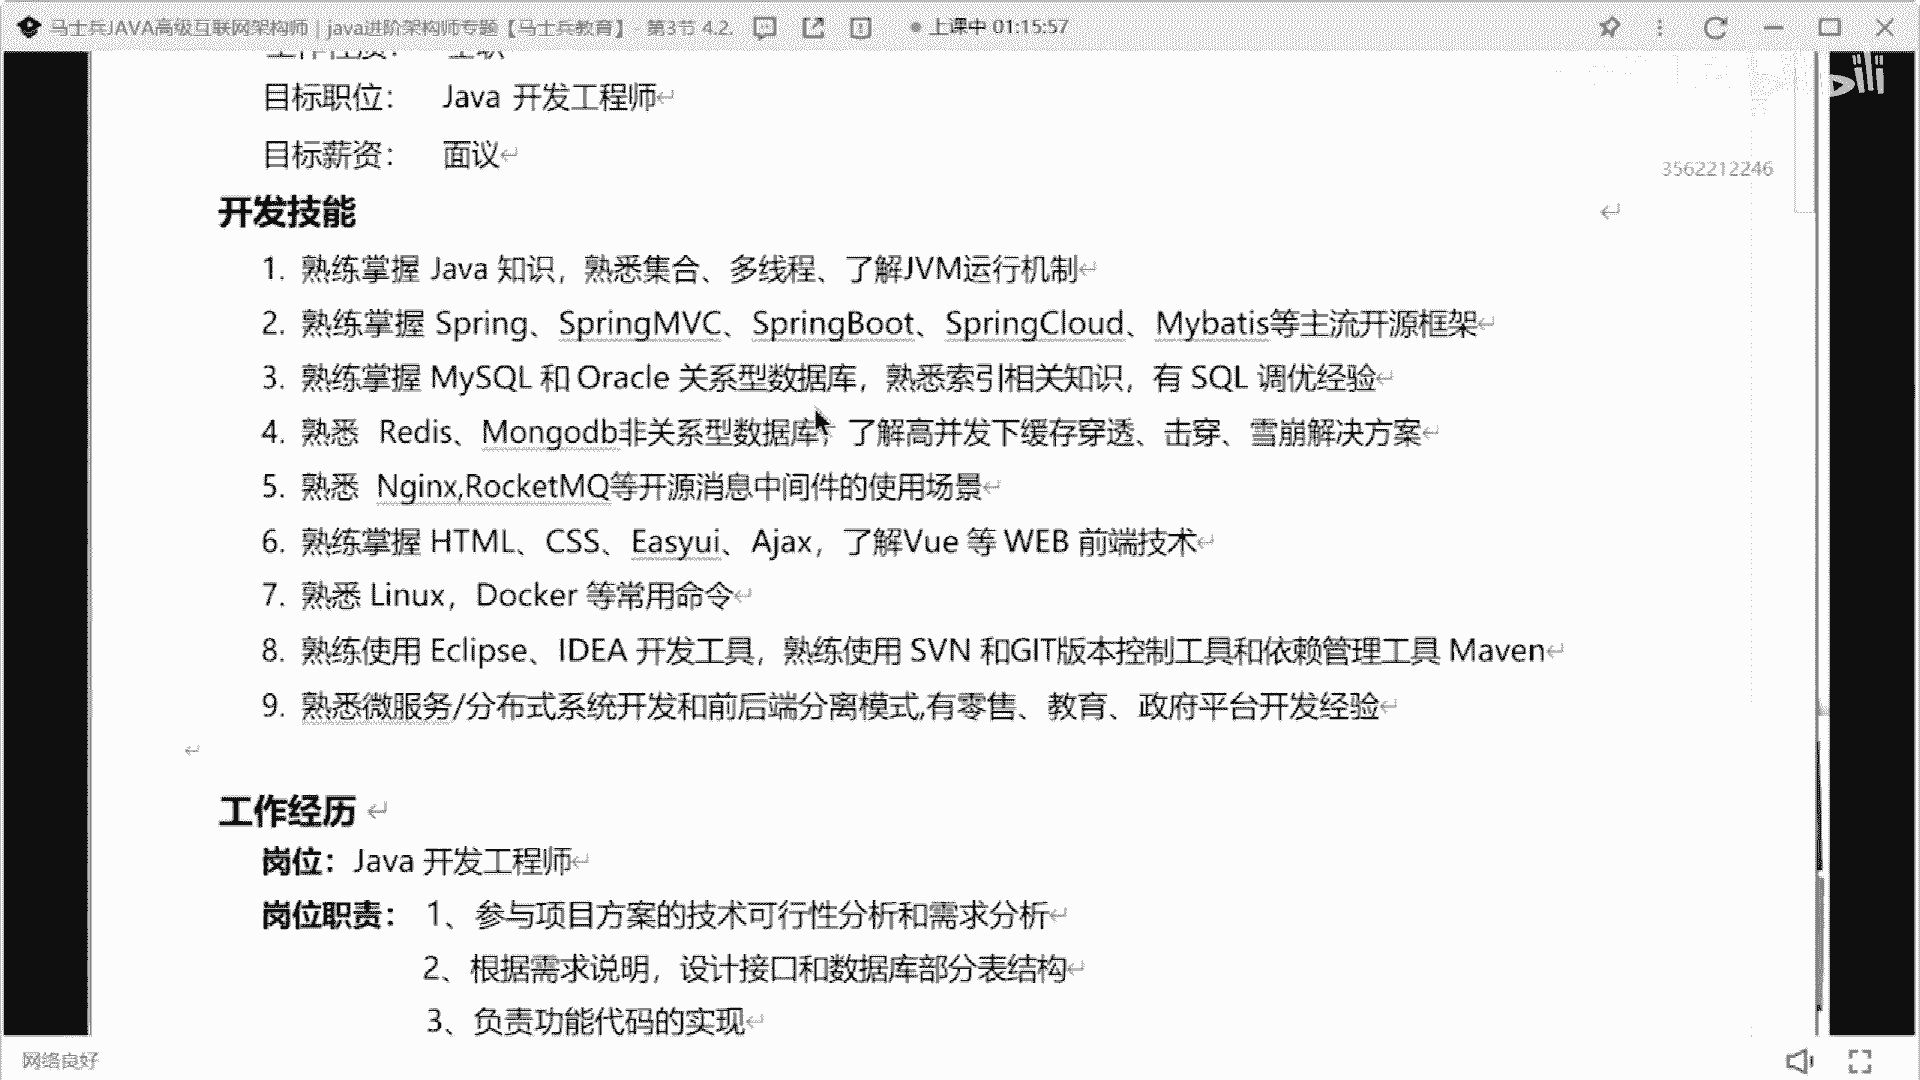 马士兵JAVA高级互联网架构师｜java进阶架构师专题【马士兵教育】- 第3节 4.2.
上课中 01:15:57
工作性质： 全职
目标职位： Java 开发工程师
目标薪资： 面议
3562212246
开发技能
1. 熟练掌握 Java 知识，熟悉集合、多线程、了解JVM运行机制
2. 熟练掌握 Spring、SpringMVC、SpringBoot、SpringCloud、Mybatis等主流开源框架
3. 熟练掌握 MySQL 和 Oracle 关系型数据库，熟悉索引相关知识，有 SQL 调优经验
4. 熟悉 Redis、Mongodb非关系型数据库，了解高并发下缓存穿透、击穿、雪崩解决方案
5. 熟悉 Nginx,RocketMQ等开源消息中间件的使用场景
6. 熟练掌握 HTML、CSS、Easyui、Ajax，了解Vue 等 WEB 前端技术
7. 熟悉 Linux，Docker 等常用命令
8. 熟练使用 Eclipse、IDEA 开发工具，熟练使用 SVN 和GIT版本控制工具和依赖管理工具 Maven
9. 熟悉微服务/分布式系统开发和前后端分离模式,有零售、教育、政府平台开发经验
工作经历
岗位：Java 开发工程师
岗位职责： 1、参与项目方案的技术可行性分析和需求分析
2、根据需求说明，设计接口和数据库部分表结构
3、负责功能代码的实现
网络良好